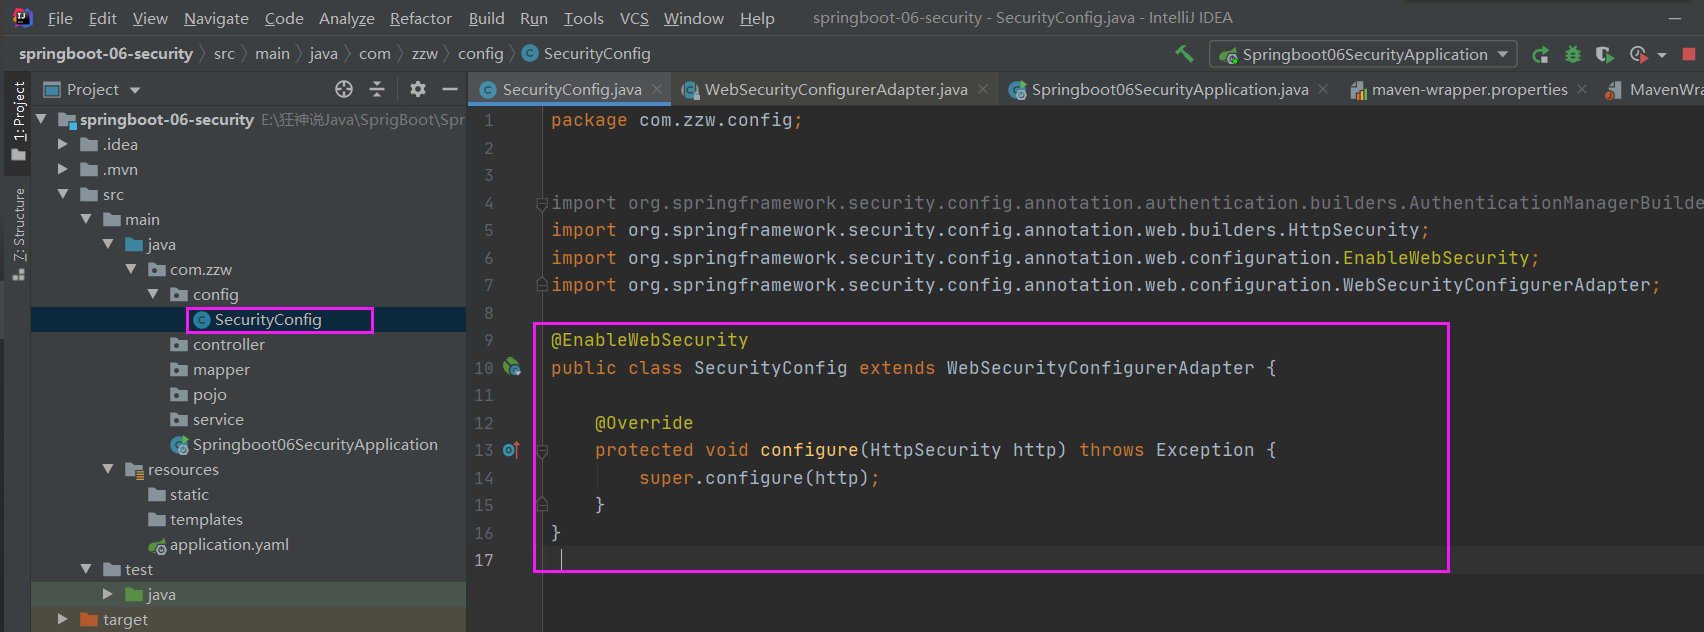 File Edit View Navigate Code Analyze Refactor Build Run Tools VCS Window Help springboot-06-security - SecurityConfig.java - IntelliJ IDEA
springboot-06-security src main java com zzw config SecurityConfig Springboot06SecurityApplication
Project
SecurityConfig.java WebSecurityConfigurerAdapter.java Springboot06SecurityApplication.java maven-wrapper.properties MavenWra
1: Project
Z: Structure
springboot-06-security E:\狂神说Java\SprigBoot\Spr
.idea
.mvn
src
main
java
com.zzw
config
SecurityConfig
controller
mapper
pojo
service
Springboot06SecurityApplication
resources
static
templates
application.yaml
test
java
target
1 package com.zzw.config;
2
3
4 import org.springframework.security.config.annotation.authentication.builders.AuthenticationManagerBuilde
5 import org.springframework.security.config.annotation.web.builders.HttpSecurity;
6 import org.springframework.security.config.annotation.web.configuration.EnableWebSecurity;
7 import org.springframework.security.config.annotation.web.configuration.WebSecurityConfigurerAdapter;
8
9 @EnableWebSecurity
10 public class SecurityConfig extends WebSecurityConfigurerAdapter {
11
12 @Override
13 protected void configure(HttpSecurity http) throws Exception {
14 super.configure(http);
15 }
16 }
17